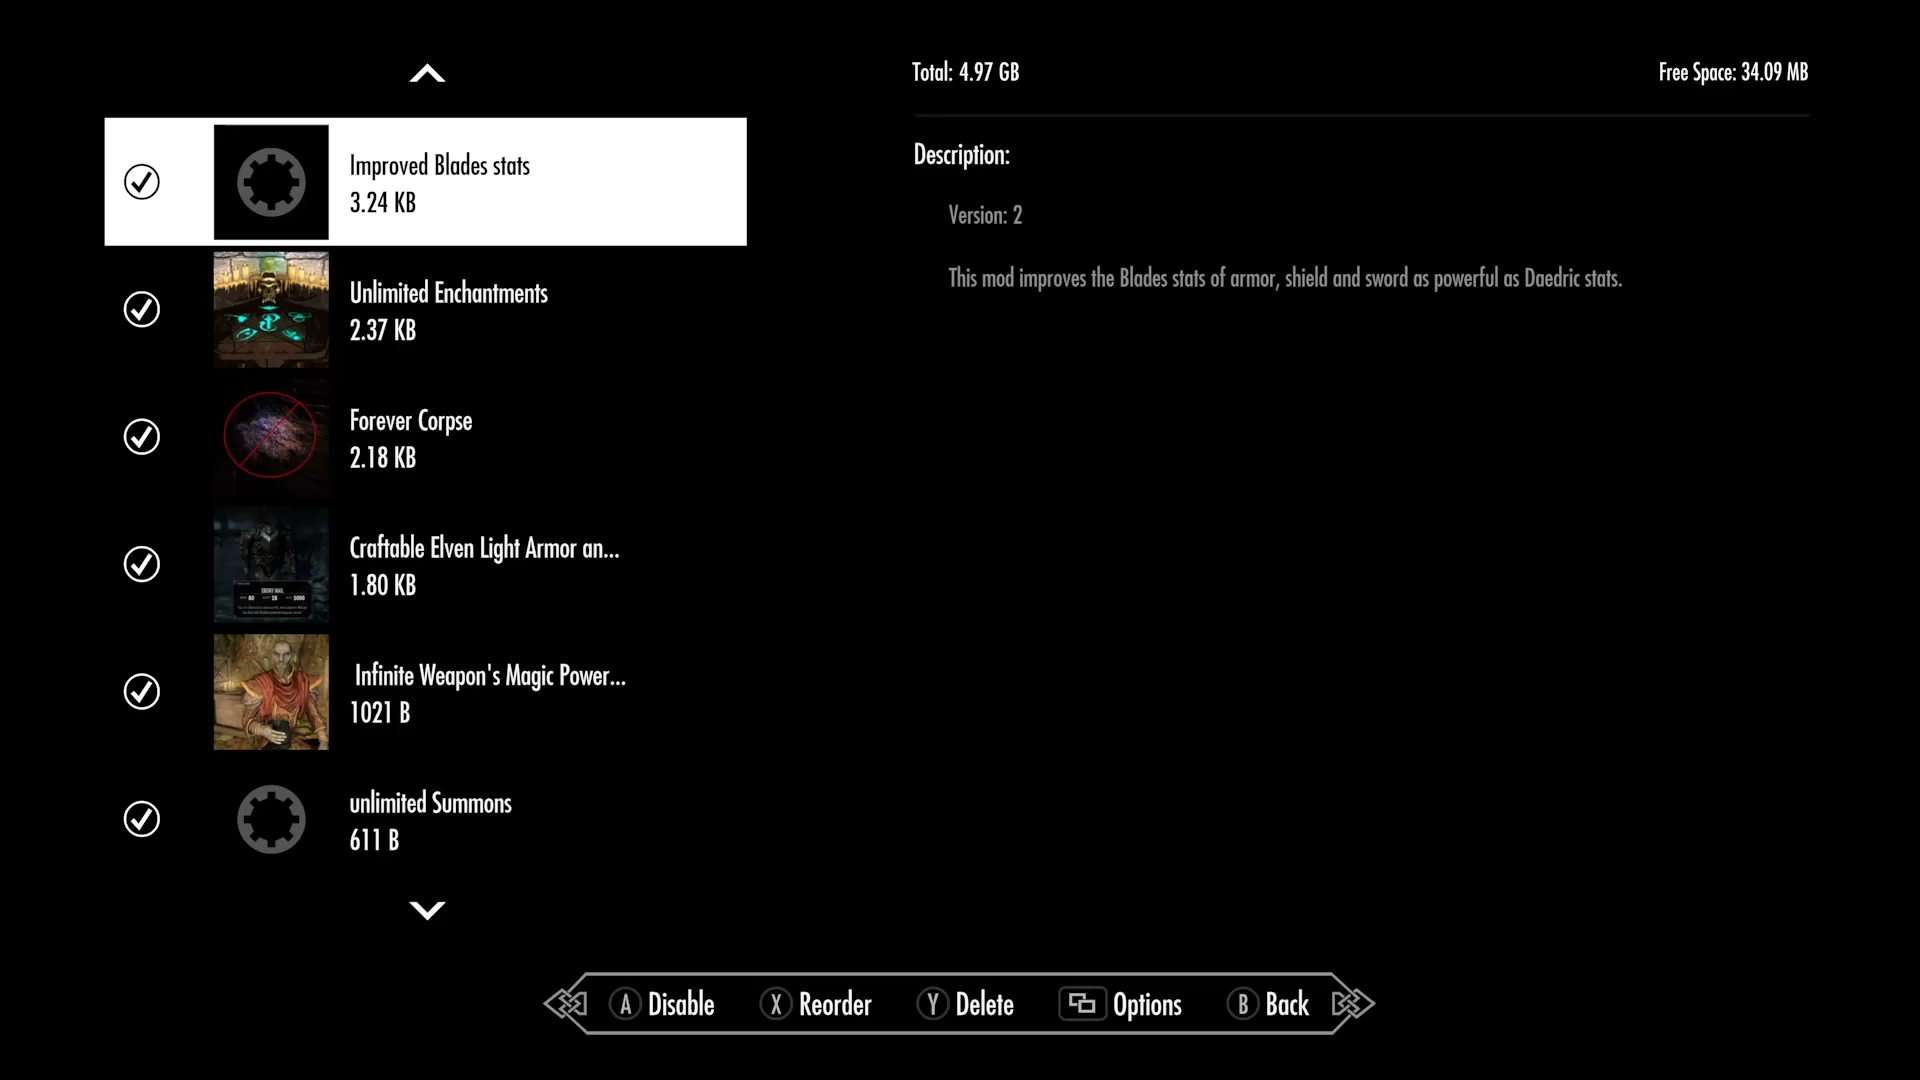 Total: 4.97 GB
Free Space: 34.09 MB
Improved Blades stats
3.24 KB
Unlimited Enchantments
2.37 KB
Forever Corpse
2.18 KB
Craftable Elven Light Armor an...
1.80 KB
EBONY MAIL
Infinite Weapon's Magic Power...
1021 B
unlimited Summons
611 B
Description:
Version: 2
This mod improves the Blades stats of armor, shield and sword as powerful as Daedric stats.
A Disable
X Reorder
Y Delete
Options
B Back